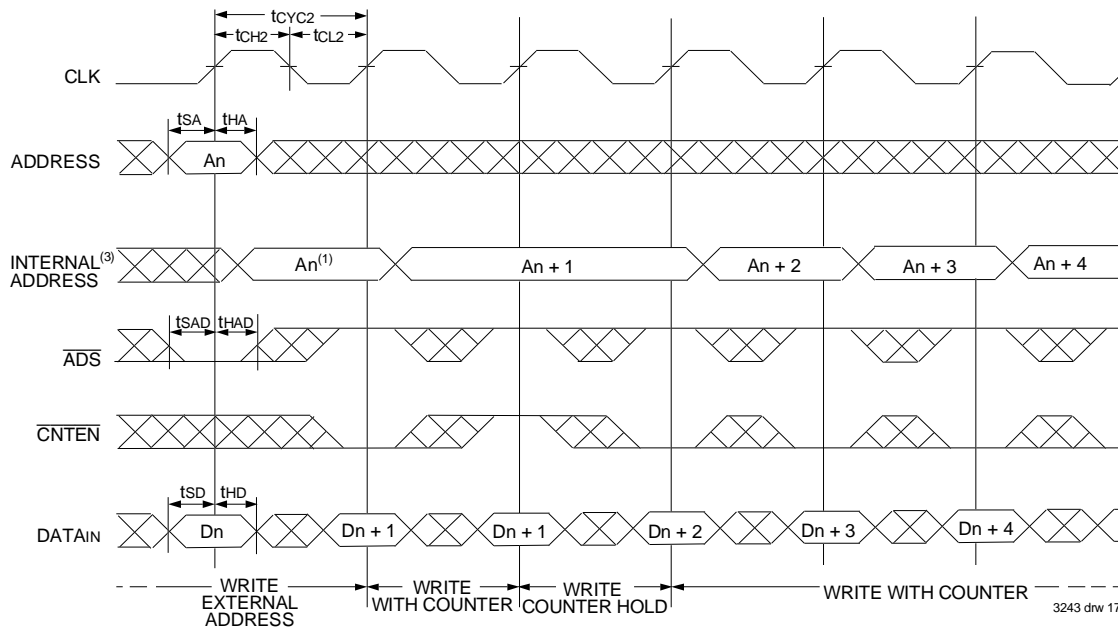 tCYC2
tCH2 tCL2
CLK
tSA tHA
ADDRESS An
INTERNAL(3)
ADDRESS
An(1) An + 1 An + 2 An + 3 An + 4
tSAD tHAD
ADS
CNTEN
tSD tHD
DATAIN Dn Dn + 1 Dn + 1 Dn + 2 Dn + 3 Dn + 4
WRITE
EXTERNAL
ADDRESS
WRITE
WITH COUNTER
WRITE
COUNTER HOLD
WRITE WITH COUNTER
3243 drw 17